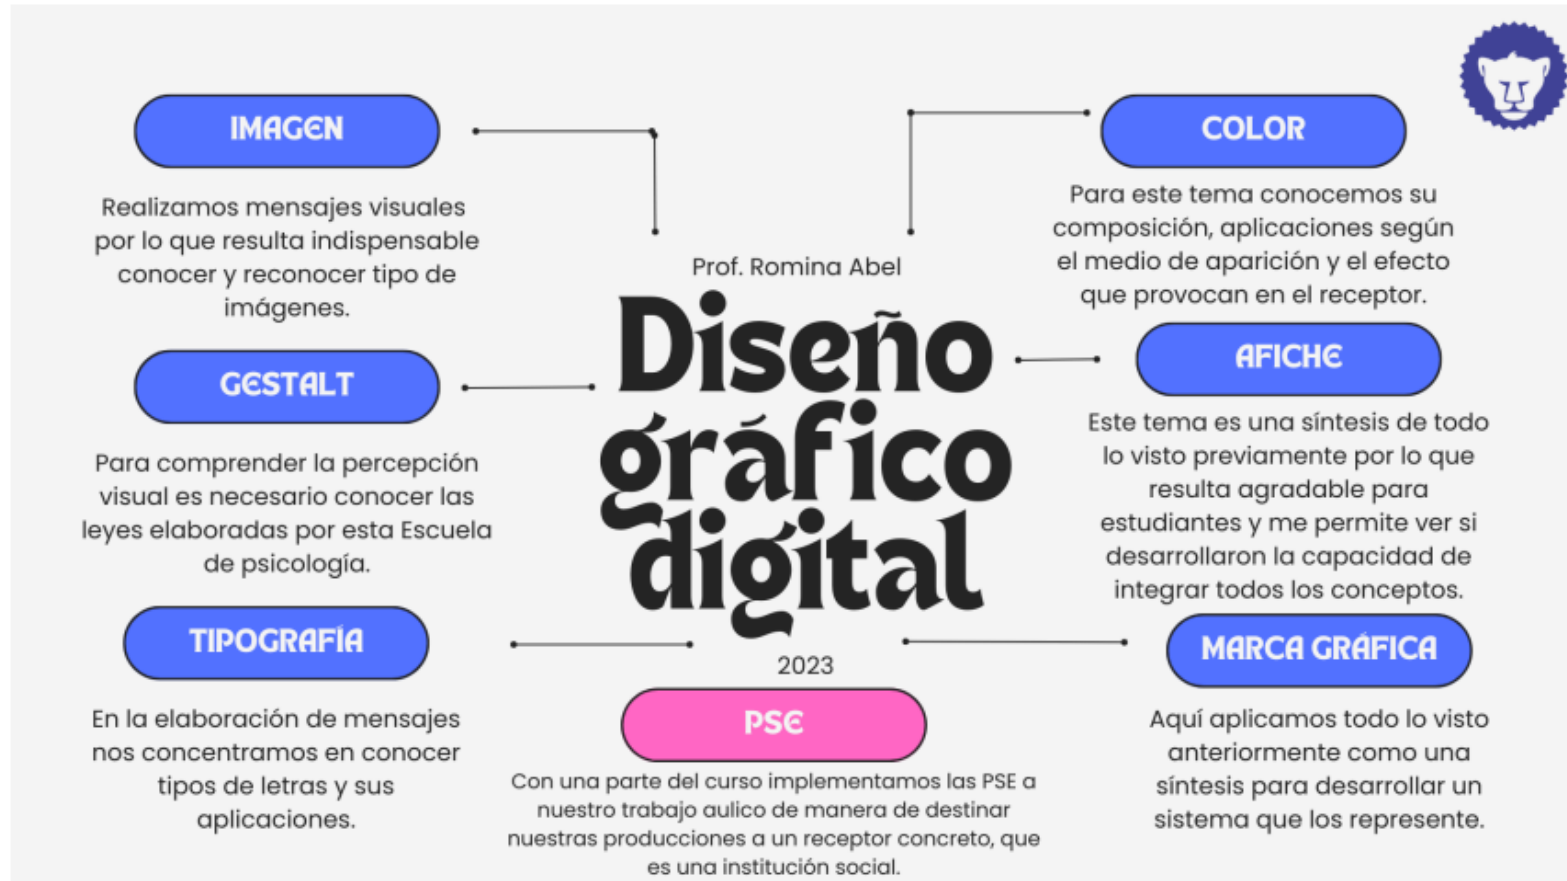 IMAGEN
Realizamos mensajes visuales
por lo que resulta indispensable
conocer y reconocer tipo de
imágenes.
GESTALT
Para comprender la percepción
visual es necesario conocer las
leyes elaboradas por esta Escuela
de psicología.
TIPOGRAFÍA
En la elaboración de mensajes
nos concentramos en conocer
tipos de letras y sus
aplicaciones.
Prof. Romina Abel
Diseño
gráfico
digital
2023
PSE
Con una parte del curso implementamos las PSE a
nuestro trabajo aulico de manera de destinar
nuestras producciones a un receptor concreto, que
es una institución social.
COLOR
Para este tema conocemos su
composición, aplicaciones según
el medio de aparición y el efecto
que provocan en el receptor.
AFICHE
Este tema es una síntesis de todo
lo visto previamente por lo que
resulta agradable para
estudiantes y me permite ver si
desarrollaron la capacidad de
integrar todos los conceptos.
MARCA GRÁFICA
Aquí aplicamos todo lo visto
anteriormente como una
síntesis para desarrollar un
sistema que los represente.